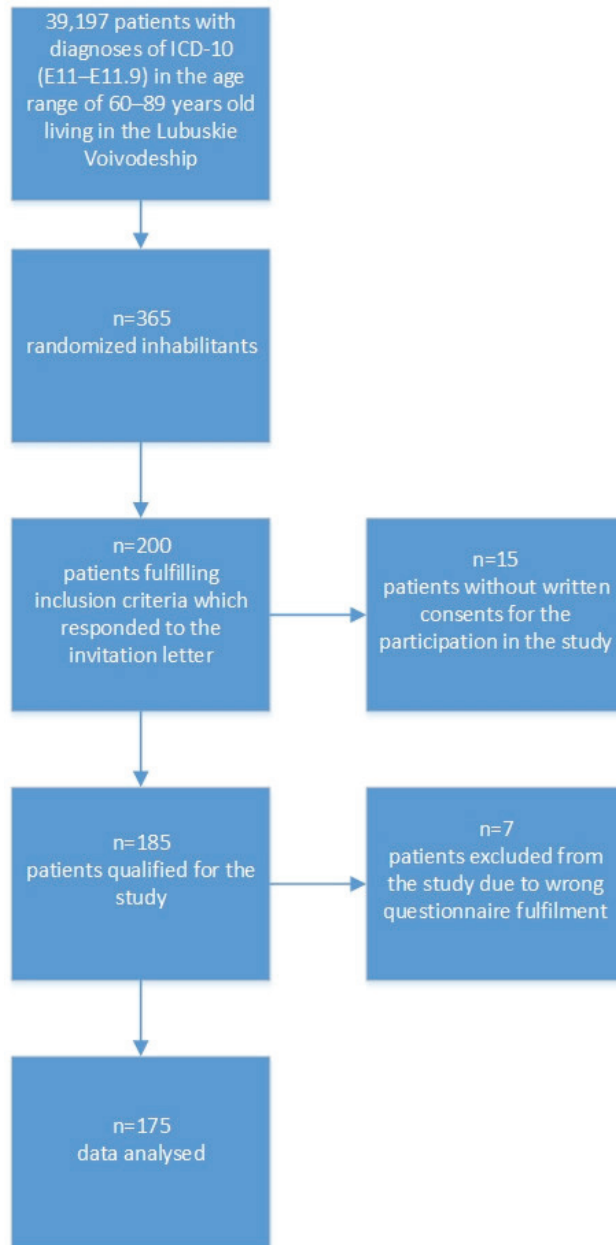 39,197 patients with
diagnoses of ICD-10
(E11–E11.9) in the age
range of 60–89 years old
living in the Lubuskie
Voivodeship
n=365
randomized inhabilitants
n=200
patients fulfilling
inclusion criteria which
responded to the
invitation letter
n=15
patients without written
consents for the
participation in the study
n=185
patients qualified for the
study
n=7
patients excluded from
the study due to wrong
questionnaire fulfilment
n=175
data analysed